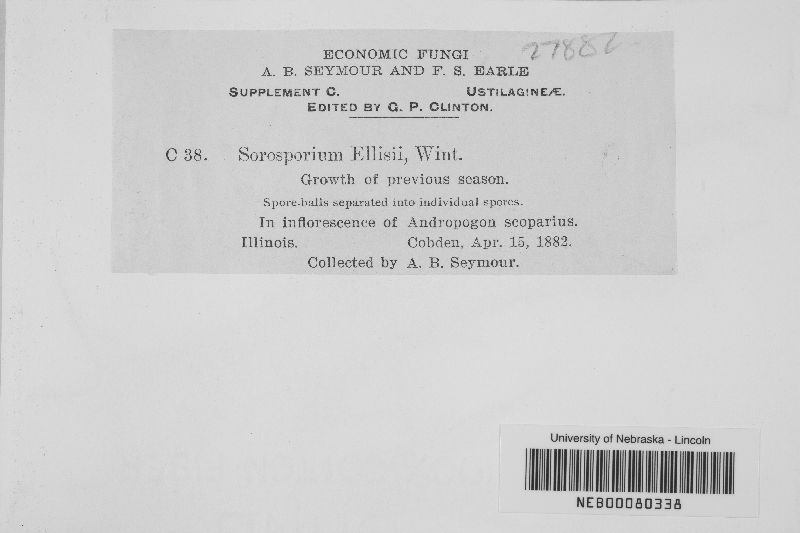 27882
ECONOMIC FUNGI
A. B. SEYMOUR AND F. S. EARLE
SUPPLEMENT C. USTILAGINEÆ.
EDITED BY G. P. CLINTON.
C 38. Sorosporium Ellisii, Wint.
Growth of previous season.
Spore-balls separated into individual spores.
In inflorescence of Andropogon scoparius.
Illinois. Cobden, Apr. 15, 1882.
Collected by A. B. Seymour.
University of Nebraska - Lincoln
NEB00080338